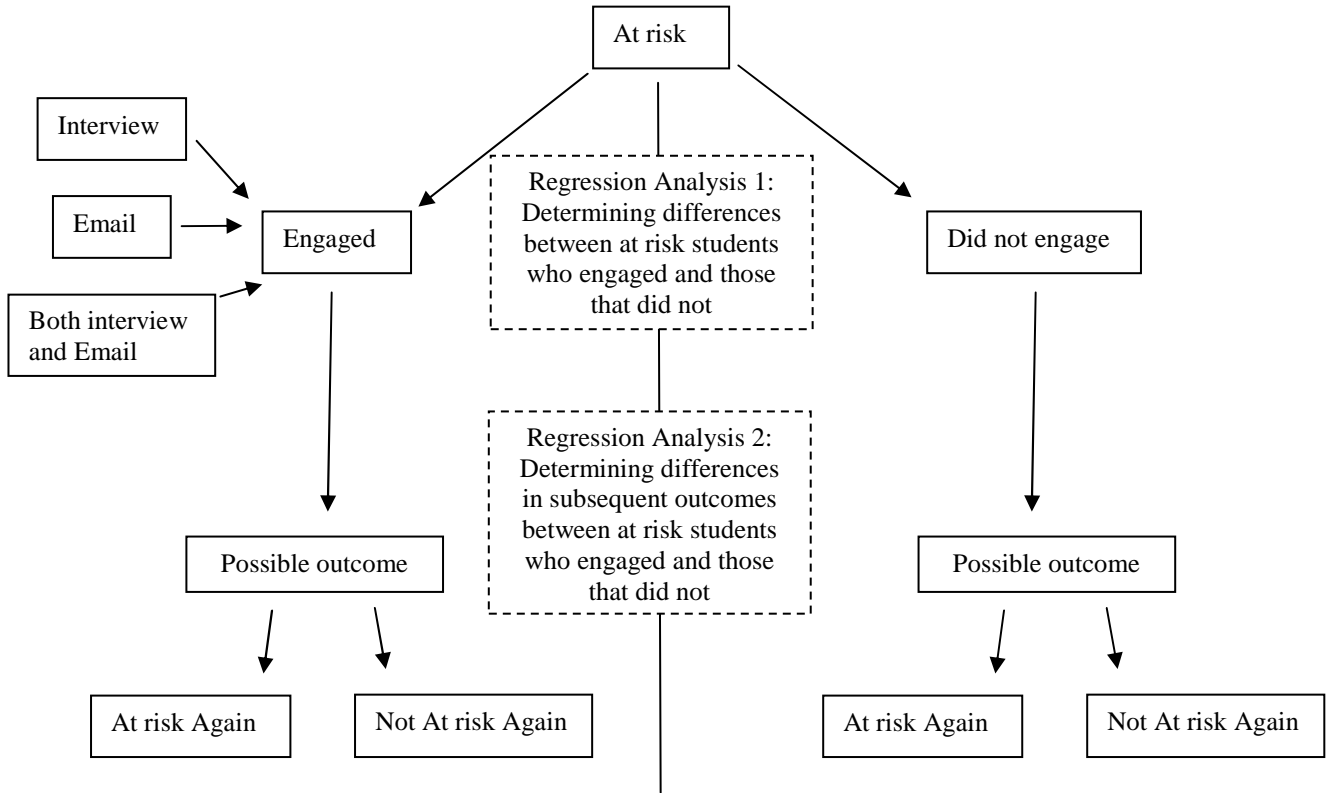 At risk
Interview
Email
Both interview
and Email
Engaged
Regression Analysis 1:
Determining differences
between at risk students
who engaged and those
that did not
Did not engage
Regression Analysis 2:
Determining differences
in subsequent outcomes
between at risk students
who engaged and those
that did not
Possible outcome
Possible outcome
At risk Again
Not At risk Again
At risk Again
Not At risk Again